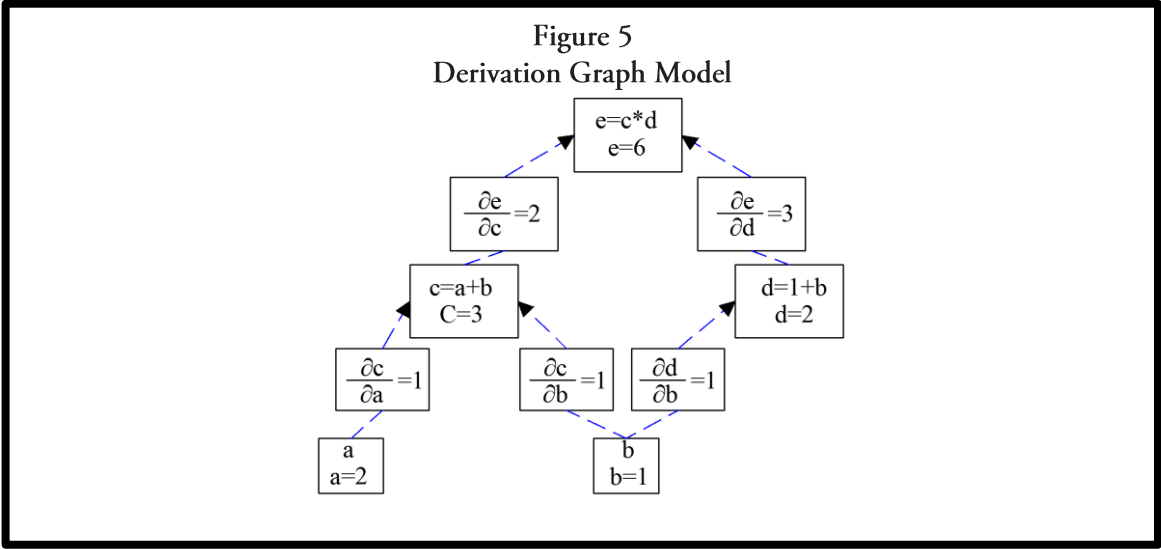 Figure 5
Derivation Graph Model
e=c*d
e=6
∂e/∂c=2
∂e/∂d=3
c=a+b
C=3
d=1+b
d=2
∂c/∂a=1
∂c/∂b=1
∂d/∂b=1
a
a=2
b
b=1